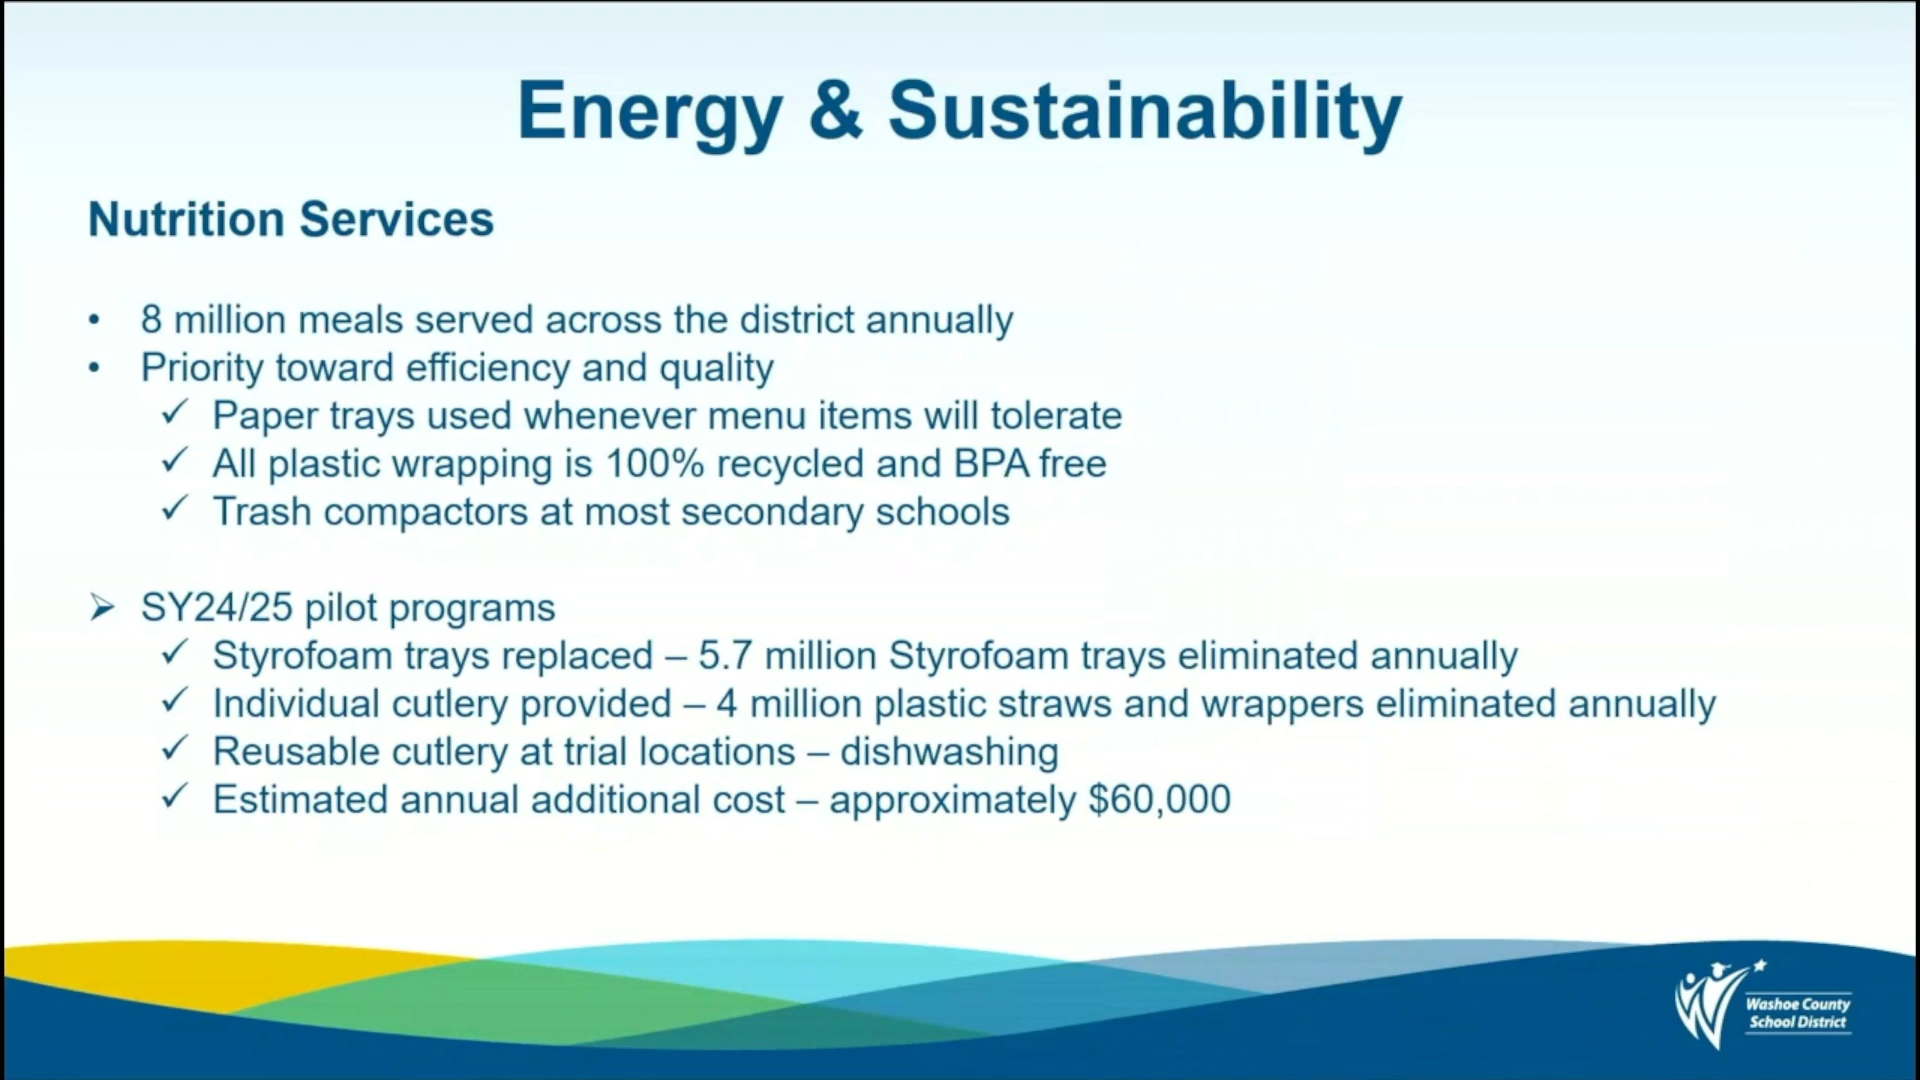 Energy & Sustainability
Nutrition Services
• 8 million meals served across the district annually
• Priority toward efficiency and quality
✓ Paper trays used whenever menu items will tolerate
✓ All plastic wrapping is 100% recycled and BPA free
✓ Trash compactors at most secondary schools
➢ SY24/25 pilot programs
✓ Styrofoam trays replaced – 5.7 million Styrofoam trays eliminated annually
✓ Individual cutlery provided – 4 million plastic straws and wrappers eliminated annually
✓ Reusable cutlery at trial locations – dishwashing
✓ Estimated annual additional cost – approximately $60,000
Washoe County
School District